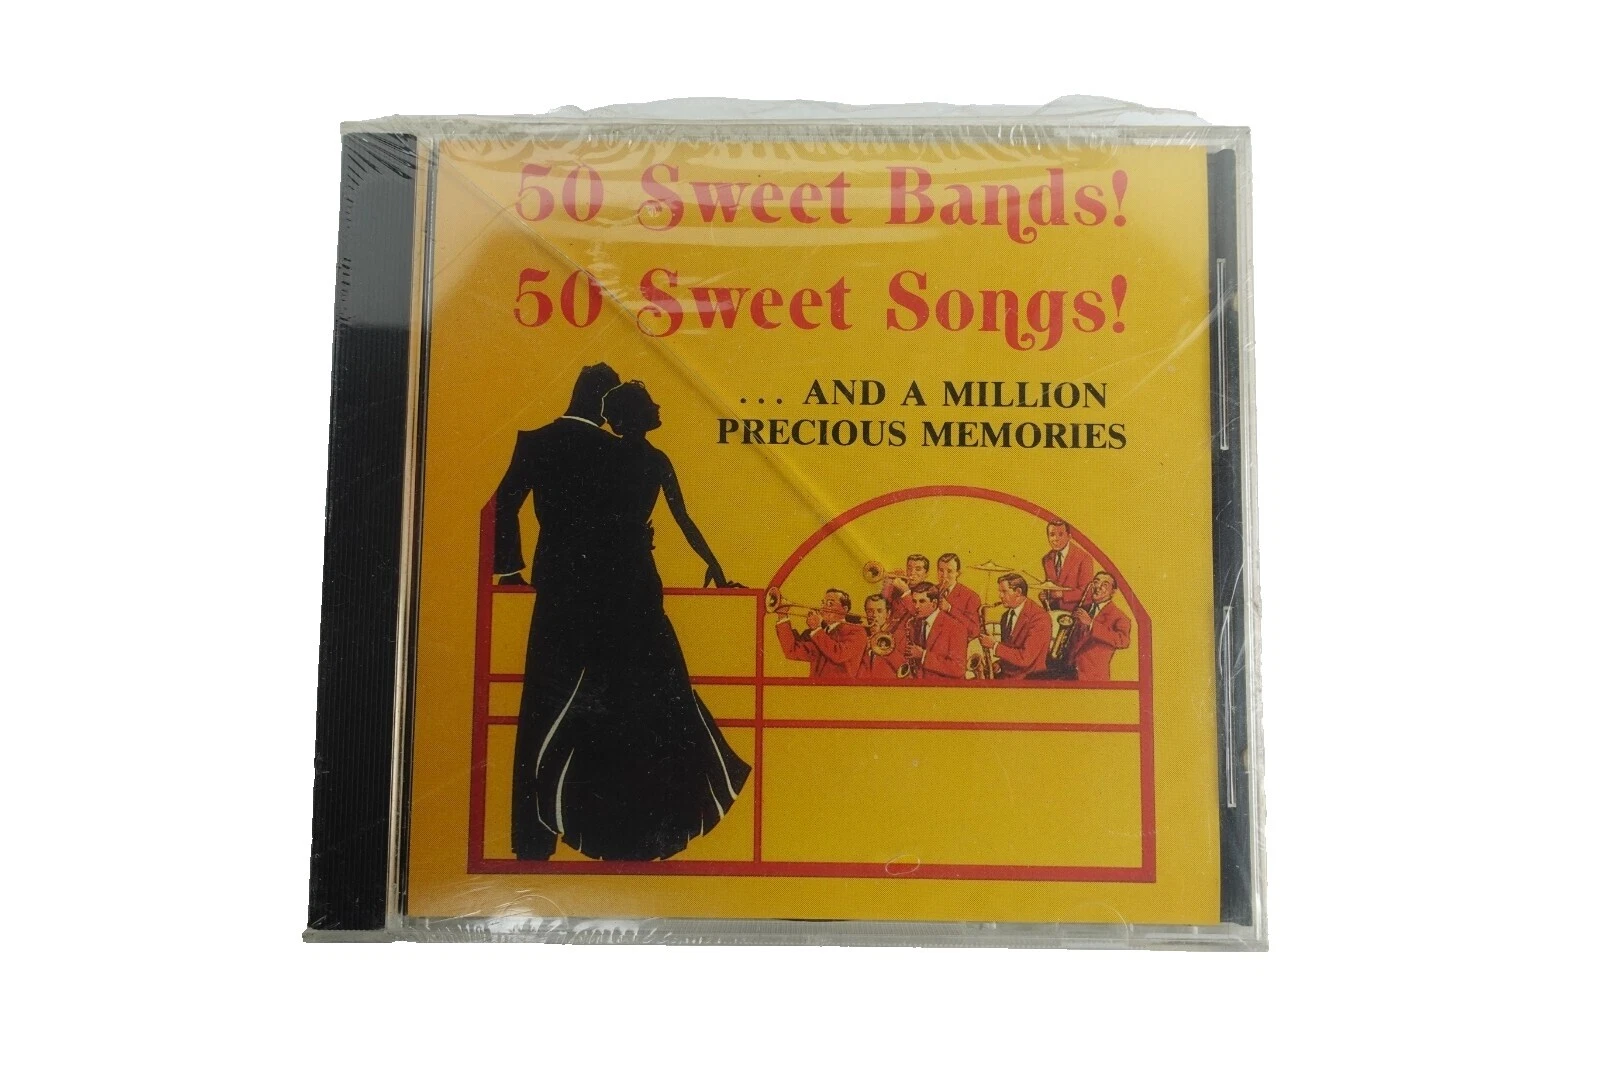 50 Sweet Bands!
50 Sweet Songs!
... AND A MILLION
PRECIOUS MEMORIES